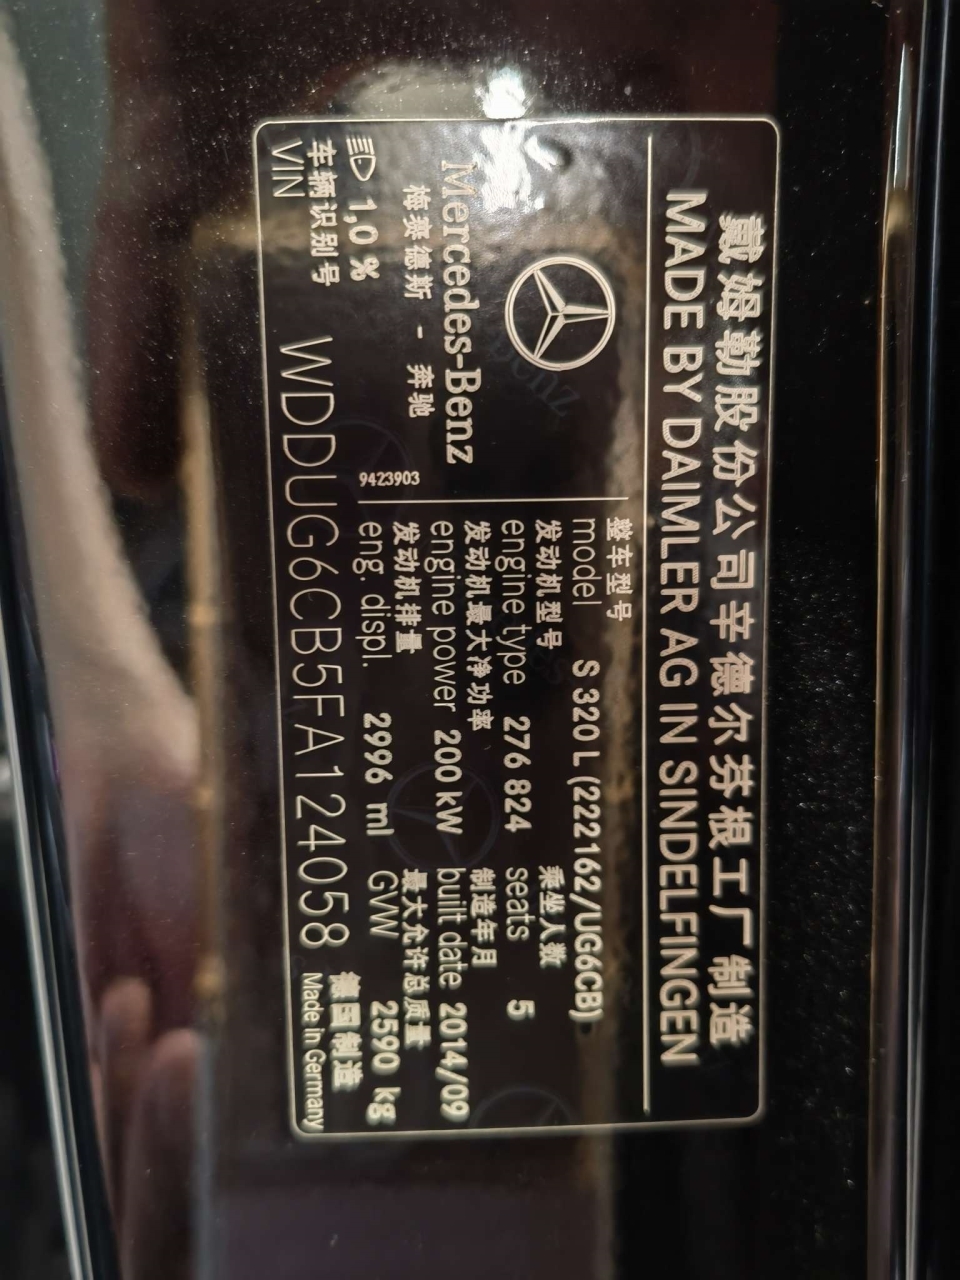 戴姆勒股份公司辛德尔芬根工厂制造
MADE BY DAIMLER AG IN SINDELFINGEN
Mercedes-Benz
梅赛德斯 - 奔驰
1,0 %
9423903
整车型号
model S 320 L (222162/UG6CB)
发动机型号 乘坐人数
engine type 276 824 seats 5
发动机最大净功率 制造年月
engine power 200 kW built date 2014/09
发动机排量 最大允许总质量
eng. displ. 2996 ml GVW 2590 kg
车辆识别号 德国制造
VIN WDDUG6CB5FA124058 Made in Germany